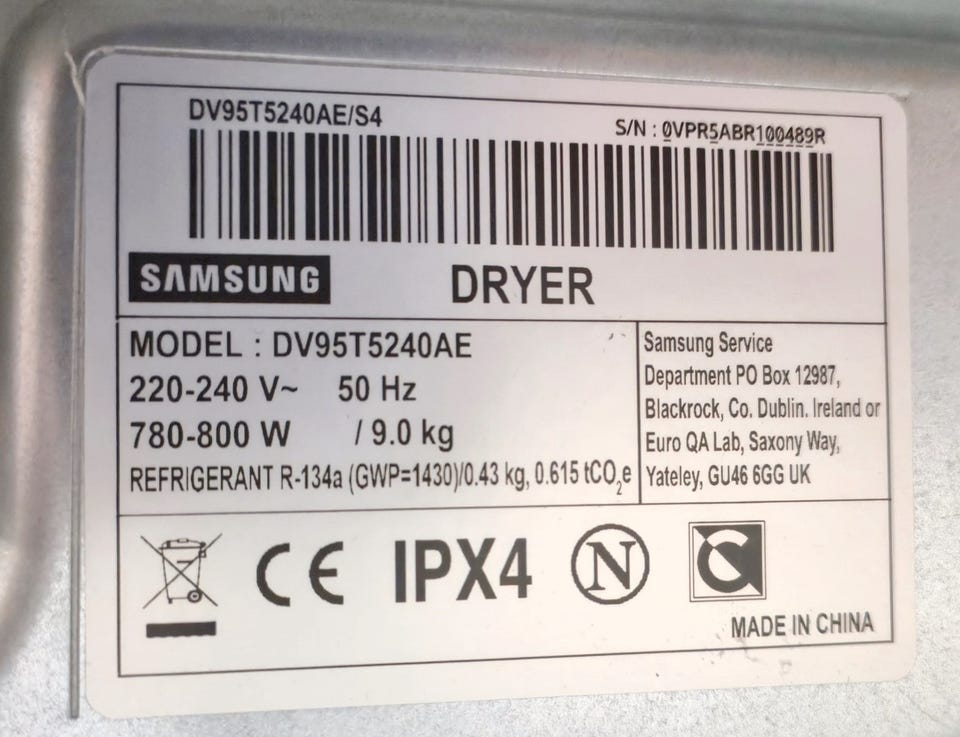 DV95T5240AE/S4
S/N : 0VPR5ABR100489R
SAMSUNG DRYER
MODEL : DV95T5240AE
220-240 V~ 50 Hz
780-800 W / 9.0 kg
REFRIGERANT R-134a (GWP=1430)/0.43 kg, 0.615 tCO₂e
Samsung Service
Department PO Box 12987,
Blackrock, Co. Dublin. Ireland or
Euro QA Lab, Saxony Way,
Yateley, GU46 6GG UK
CE IPX4 N C
MADE IN CHINA